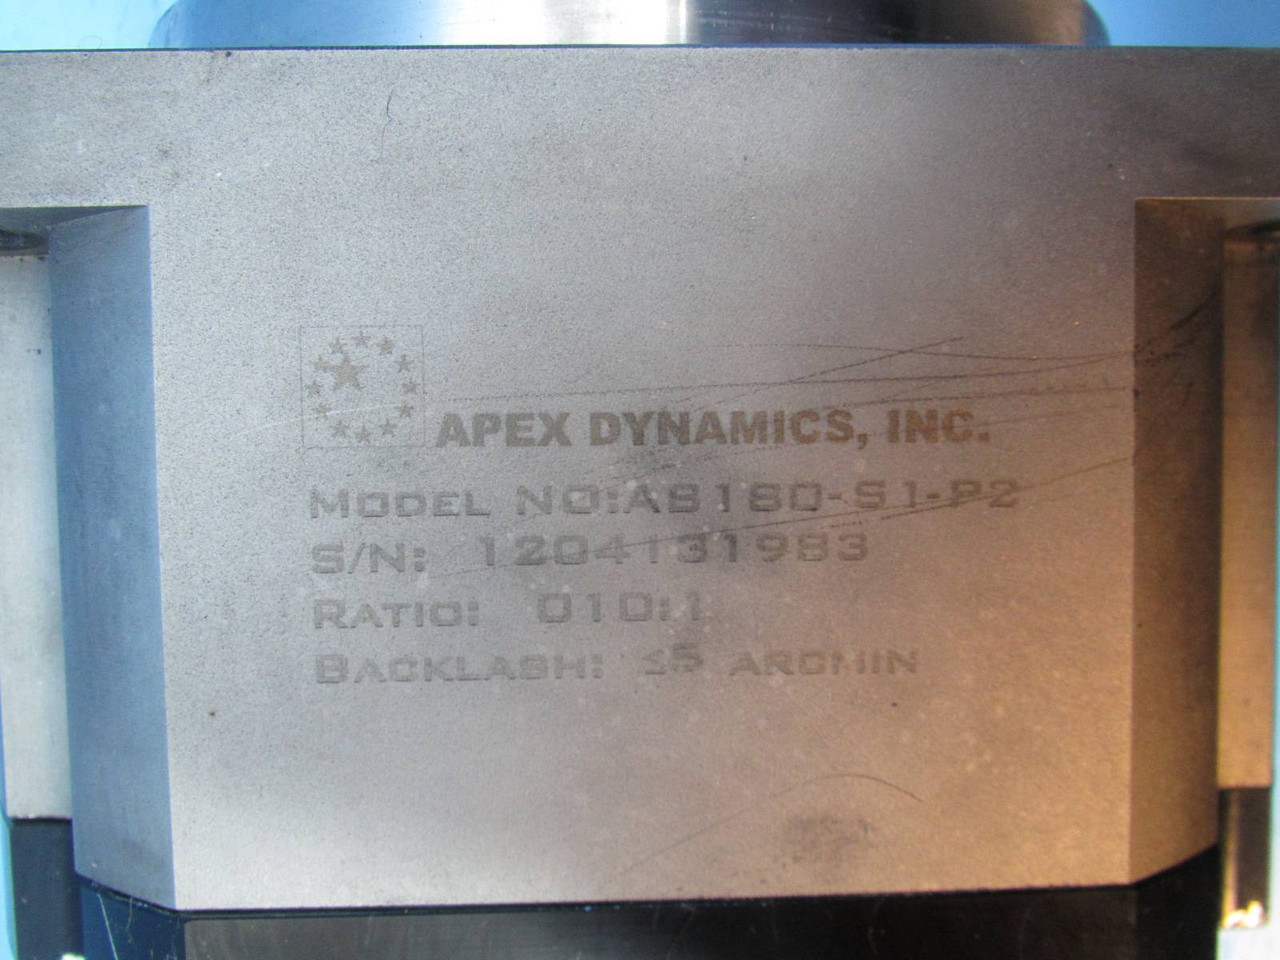 APEX DYNAMICS, INC.
MODEL NO:AB180-S1-P2
S/N: 1204131983
RATIO: 010:1
BACKLASH: ≤5 ARCMIN